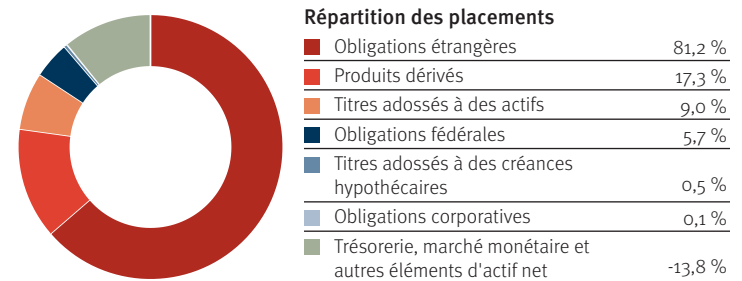 Répartition des placements
Obligations étrangères 81,2 %
Produits dérivés 17,3 %
Titres adossés à des actifs 9,0 %
Obligations fédérales 5,7 %
Titres adossés à des créances
hypothécaires 0,5 %
Obligations corporatives 0,1 %
Trésorerie, marché monétaire et
autres éléments d'actif net -13,8 %